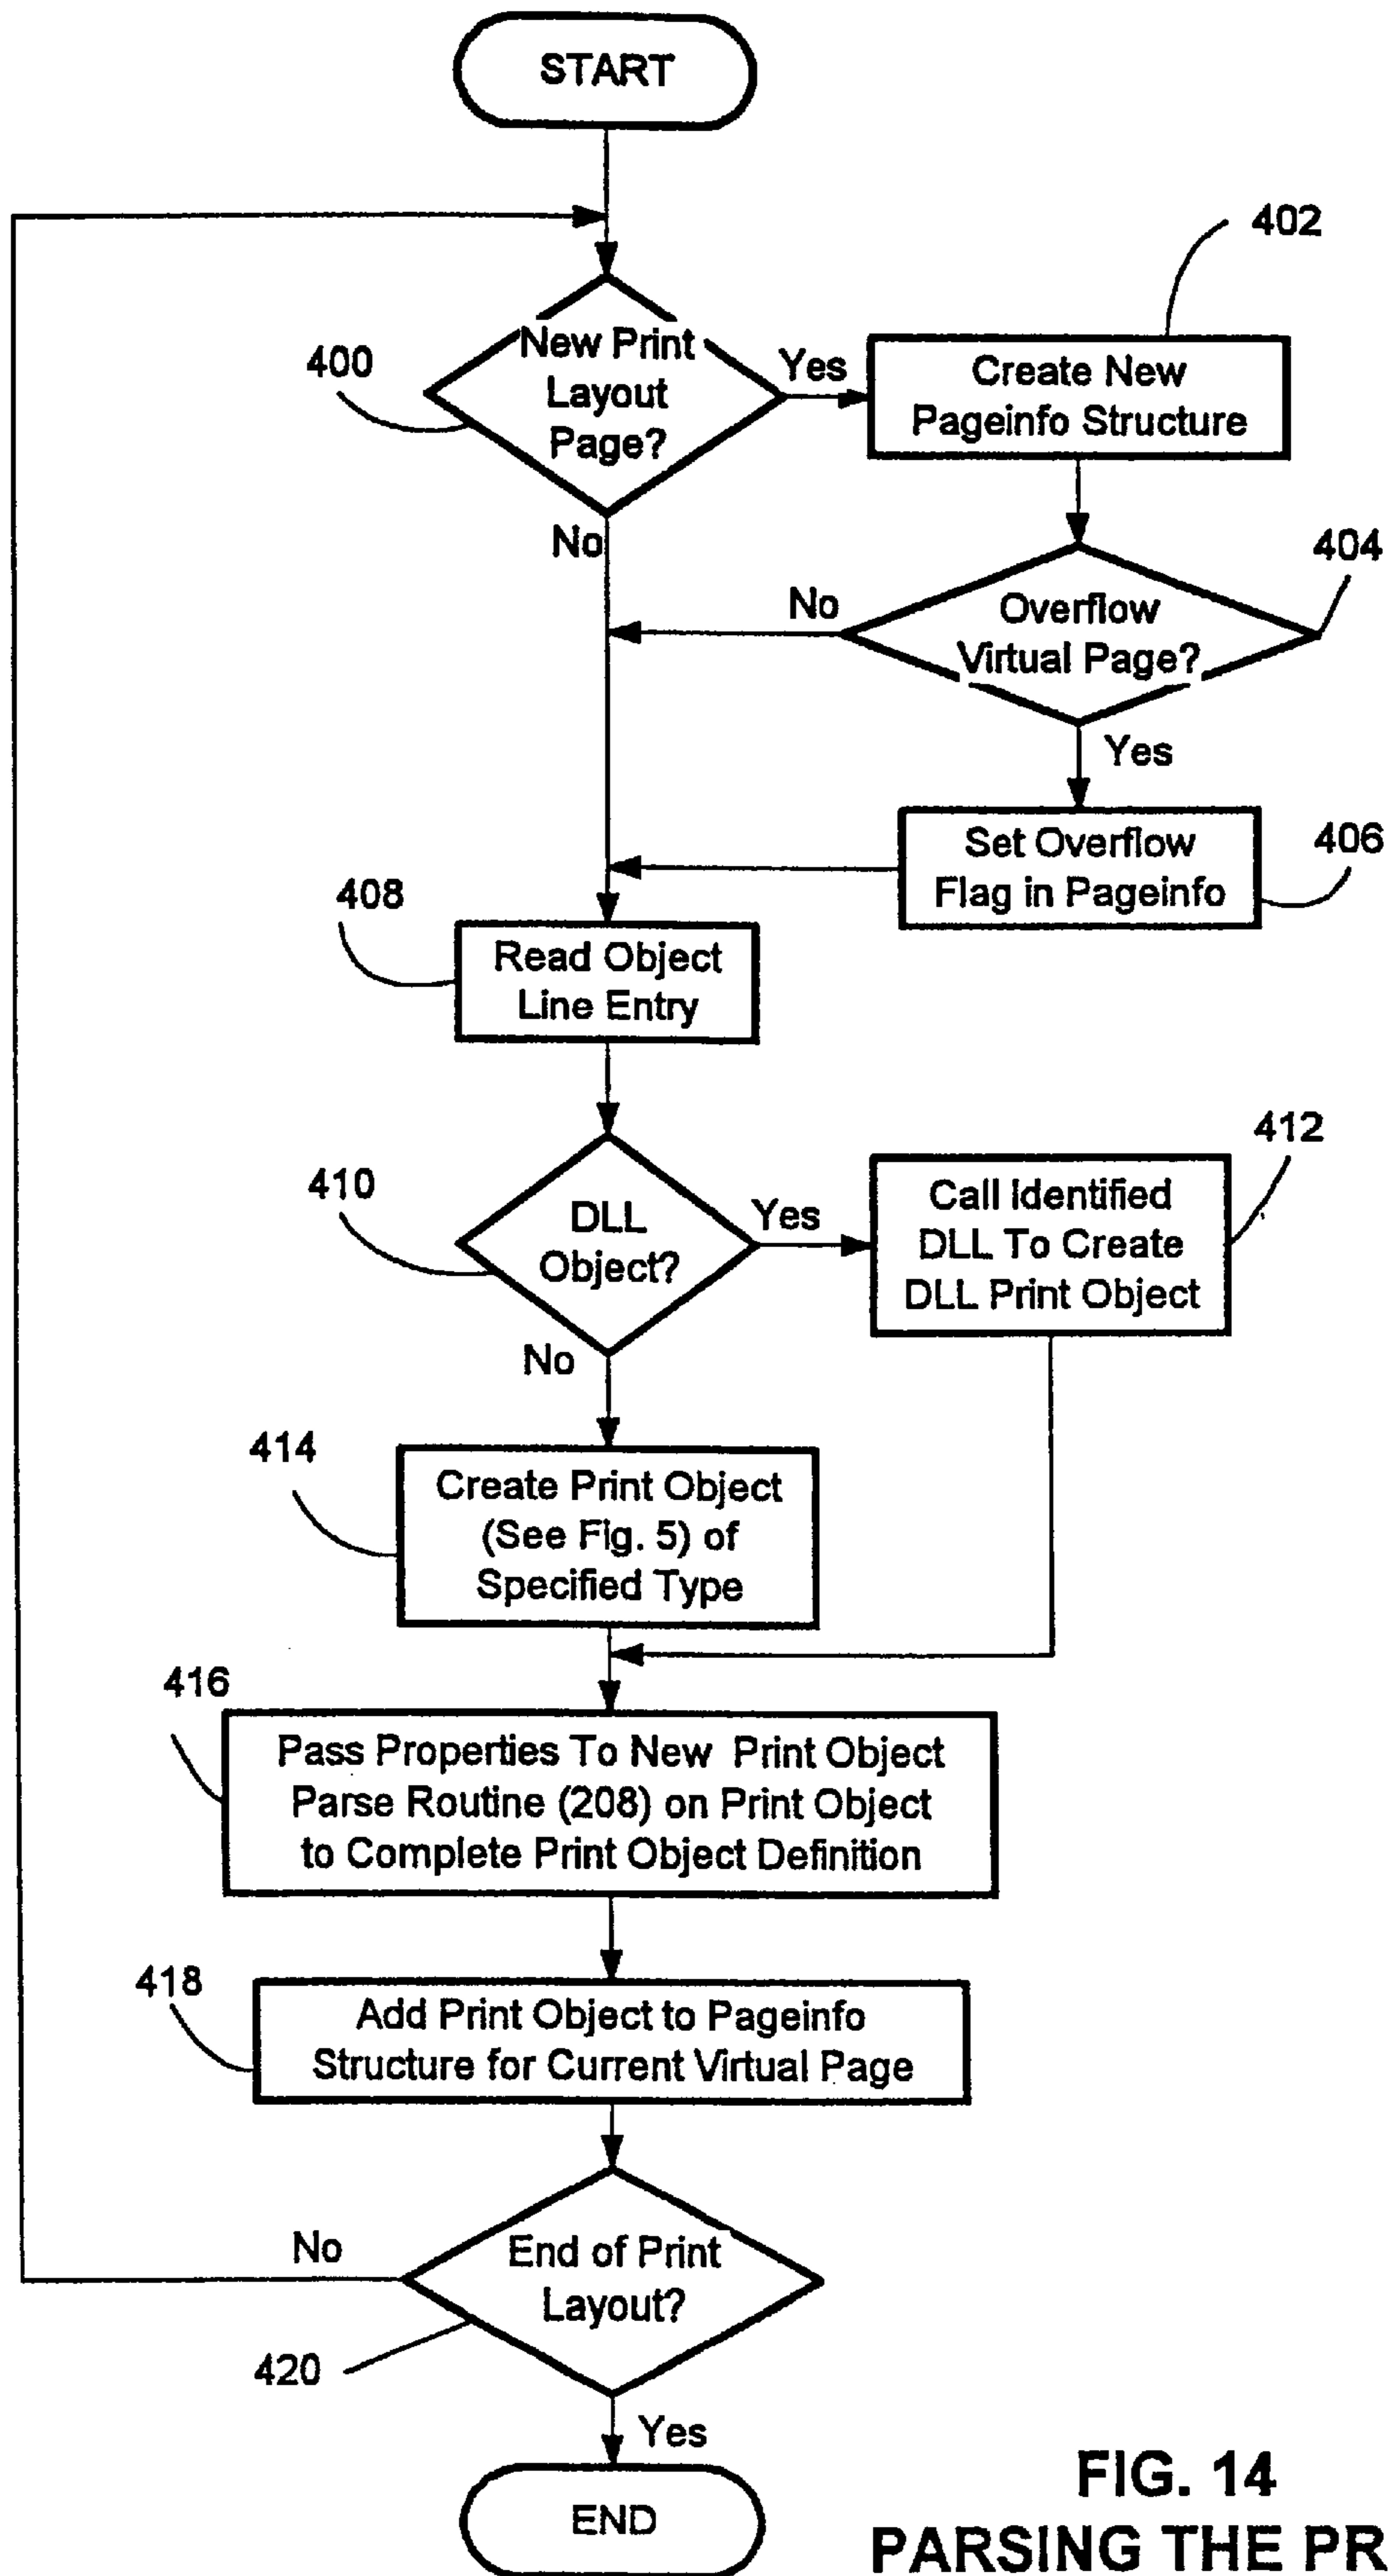 START
402
New Print
Layout
Page?
400
Yes
Create New
Pageinfo Structure
No
404
No
Overflow
Virtual Page?
Yes
Set Overflow
Flag in Pageinfo
406
408
Read Object
Line Entry
412
410
DLL
Object?
Yes
Call Identified
DLL To Create
DLL Print Object
No
414
Create Print Object
(See Fig. 5) of
Specified Type
416
Pass Properties To New Print Object
Parse Routine (208) on Print Object
to Complete Print Object Definition
418
Add Print Object to Pageinfo
Structure for Current Virtual Page
No
End of Print
Layout?
420
Yes
END
FIG. 14
PARSING THE PR